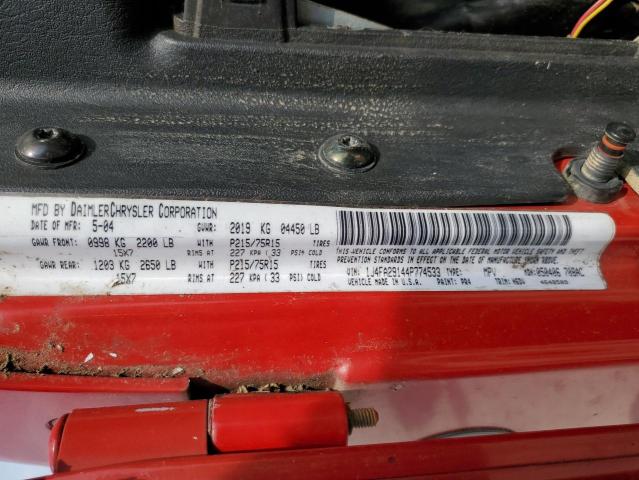 MFD BY DAIMLERCHRYSLER CORPORATION
DATE OF MFR: 5-04 GVWR: 2019 KG 04450 LB
GAWR FRONT: 0998 KG 2200 LB WITH P215/75R15 TIRES
15X7 RIMS AT 227 KPA ( 33 PSI) COLD
GAWR REAR: 1203 KG 2650 LB WITH P215/75R15 TIRES
15X7 RIMS AT 227 KPA ( 33 PSI) COLD
THIS VEHICLE CONFORMS TO ALL APPLICABLE FEDERAL MOTOR VEHICLE SAFETY AND THEFT
PREVENTION STANDARDS IN EFFECT ON THE DATE OF MANUFACTURE SHOWN ABOVE.
VIN: 1J4FA29144P774533 TYPE: MPV MDH: 050406 708AC
VEHICLE MADE IN U.S.A. PAINT: PR4 TRIM: